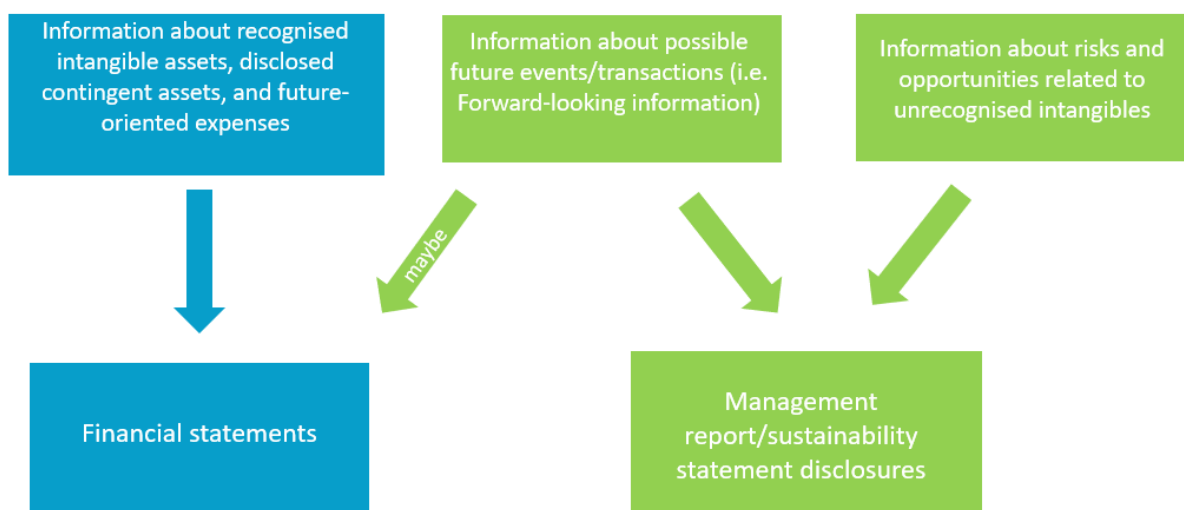 Information about recognised
intangible assets, disclosed
contingent assets, and future-
oriented expenses
Information about possible
future events/transactions (i.e.
Forward-looking information)
Information about risks and
opportunities related to
unrecognised intangibles
maybe
Financial statements
Management
report/sustainability
statement disclosures